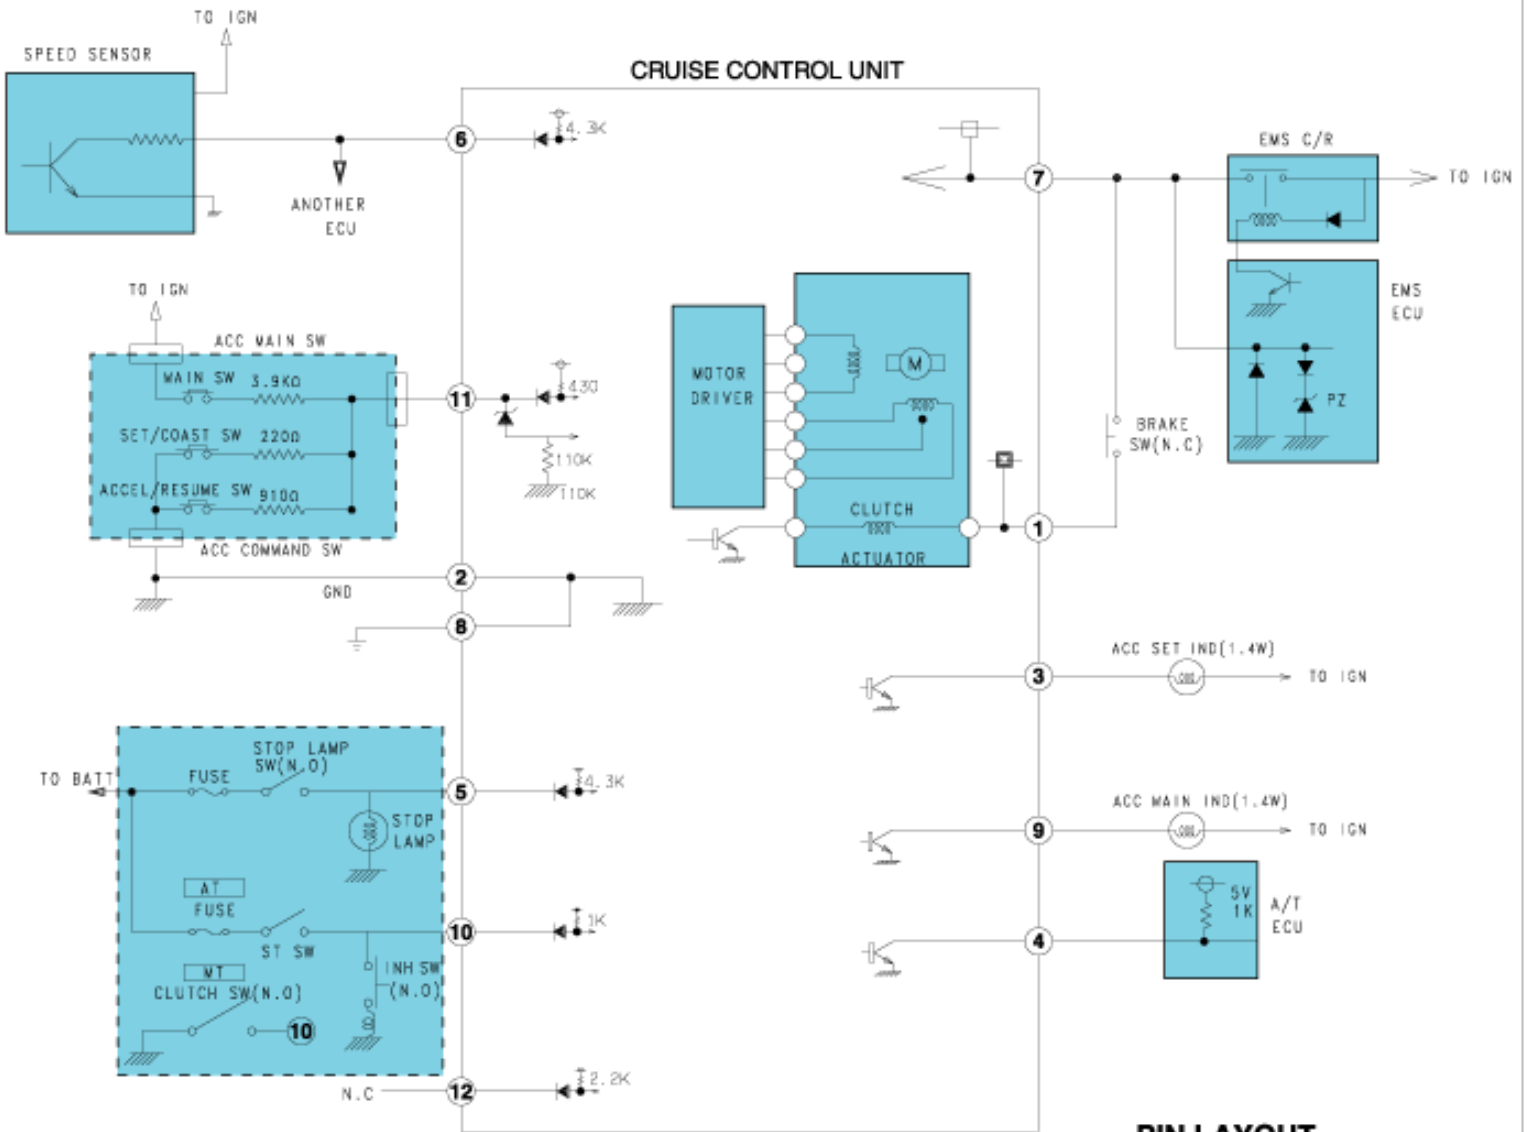 TO IGN
SPEED SENSOR
CRUISE CONTROL UNIT
6
4.3K
EMS C/R
7
TO IGN
ANOTHER
ECU
TO IGN
EMS
ECU
ACC MAIN SW
MAIN SW 3.9KΩ
11
430
MOTOR
DRIVER
M
PZ
SET/COAST SW 220Ω
BRAKE
SW(N.C)
110K
ACCEL/RESUME SW 910Ω
110K
CLUTCH
1
ACC COMMAND SW
ACTUATOR
2
GND
8
ACC SET IND(1.4W)
3
TO IGN
STOP LAMP
SW(N.O)
TO BATT
FUSE
5
4.3K
ACC MAIN IND(1.4W)
STOP
LAMP
9
TO IGN
AT
FUSE
5V
1K
A/T
ECU
10
1K
ST SW
4
MT
INH SW
(N.O)
CLUTCH SW(N.O)
10
N.C
12
2.2K
PIN LAYOUT